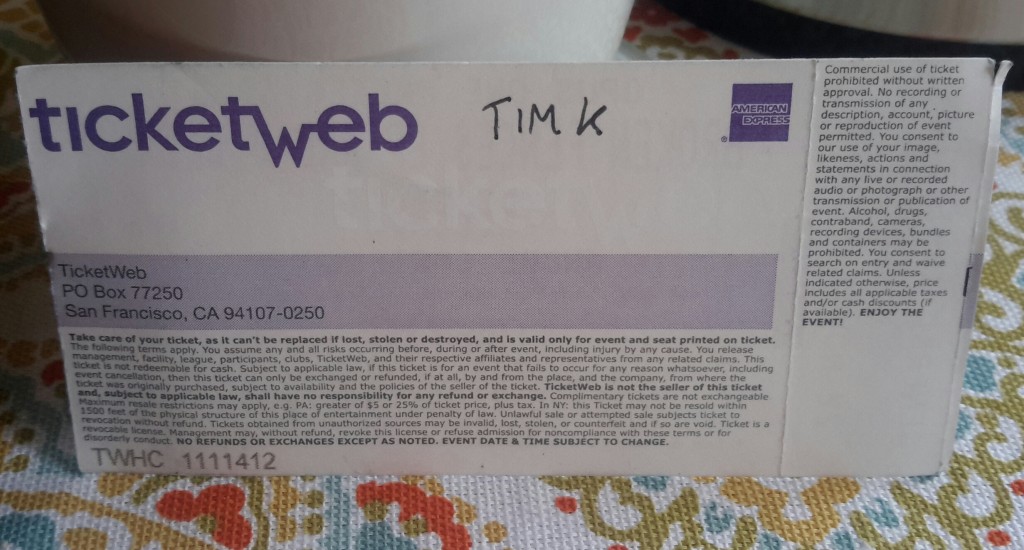 ticketweb
TIM K
AMERICAN
EXPRESS
®
TicketWeb
PO Box 77250
San Francisco, CA 94107-0250
Take care of your ticket, as it can't be replaced if lost, stolen or destroyed, and is valid only for event and seat printed on ticket.
The following terms apply. You assume any and all risks occurring before, during or after event, including injury by any cause. You release
management, facility, league, participants, clubs, TicketWeb, and their respective affiliates and representatives from any related claims. This
ticket is not redeemable for cash. Subject to applicable law, if this ticket is for an event that fails to occur for any reason whatsoever, including
event cancellation, then this ticket can only be exchanged or refunded, if at all, by and from the place, and the company, from where the
ticket was originally purchased, subject to availability and the policies of the seller of the ticket. TicketWeb is not the seller of this ticket
and, subject to applicable law, shall have no responsibility for any refund or exchange. Complimentary tickets are not exchangeable.
Maximum resale restrictions may apply, e.g. PA: greater of $5 or 25% of ticket price, plus tax. In NY: this Ticket may not be resold within
1500 feet of the physical structure of this place of entertainment under penalty of law. Unlawful sale or attempted sale subjects ticket to
revocation without refund. Tickets obtained from unauthorized sources may be invalid, lost, stolen, or counterfeit and if so are void. Ticket is a
revocable license. Management may, without refund, revoke this license or refuse admission for noncompliance with these terms or for
disorderly conduct. NO REFUNDS OR EXCHANGES EXCEPT AS NOTED. EVENT DATE & TIME SUBJECT TO CHANGE.
TWHC 1111412
Commercial use of ticket
prohibited without written
approval. No recording or
transmission of any
description, account, picture
or reproduction of event
permitted. You consent to
our use of your image,
likeness, actions and
statements in connection
with any live or recorded
audio or photograph or other
transmission or publication of
event. Alcohol, drugs,
contraband, cameras,
recording devices, bundles
and containers may be
prohibited. You consent to
search on entry and waive
related claims. Unless
indicated otherwise, price
includes all applicable taxes
and/or cash discounts (if
available). ENJOY THE
EVENT!